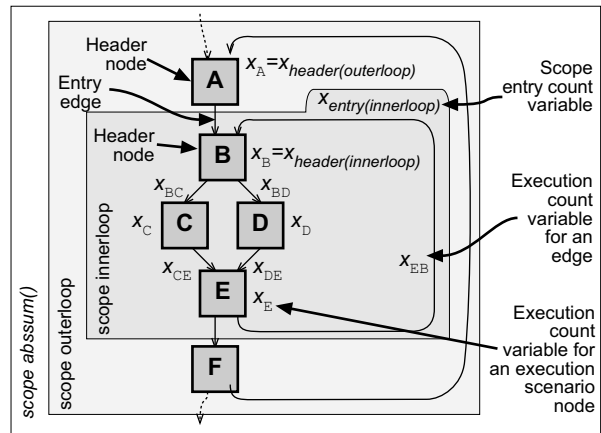 Header
node
A
x_A=x_header(outerloop)
Scope
entry count
variable
Entry
edge
x_entry(innerloop)
Header
node
B
x_B=x_header(innerloop)
x_BC
x_BD
Execution
count
variable
for an
edge
x_C
C
D
x_D
x_CE
x_DE
x_EB
E
x_E
Execution
count
variable for
an execution
scenario
node
F
scope abssum()
scope outerloop
scope innerloop